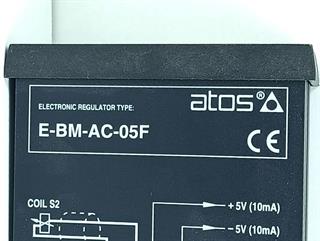 ELECTRONIC REGULATOR TYPE:
atos®
E-BM-AC-05F
CE
COIL S2
+ 5V (10mA)
- 5V (10mA)